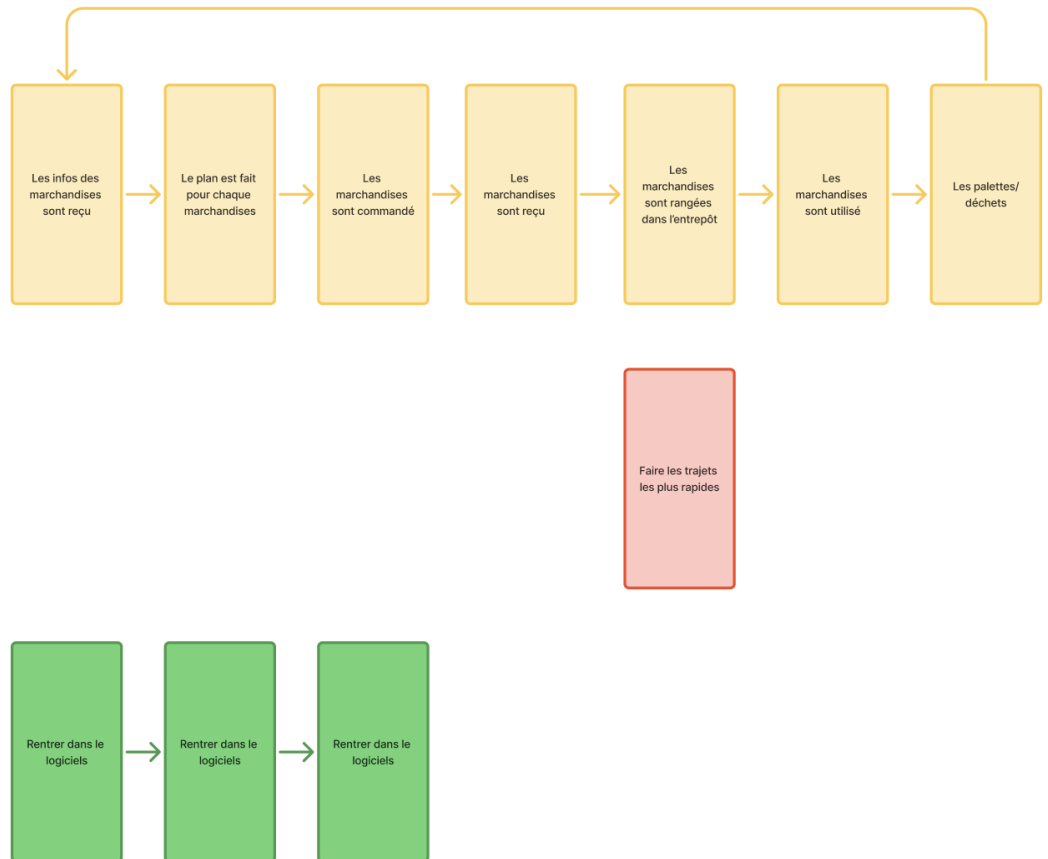 Les infos des
marchandises
sont reçu
Le plan est fait
pour chaque
marchandises
Les
marchandises
sont commandé
Les
marchandises
sont reçu
Les
marchandises
sont rangées
dans l'entrepôt
Les
marchandises
sont utilisé
Les palettes/
déchets
Faire les trajets
les plus rapides
Rentrer dans le
logiciels
Rentrer dans le
logiciels
Rentrer dans le
logiciels